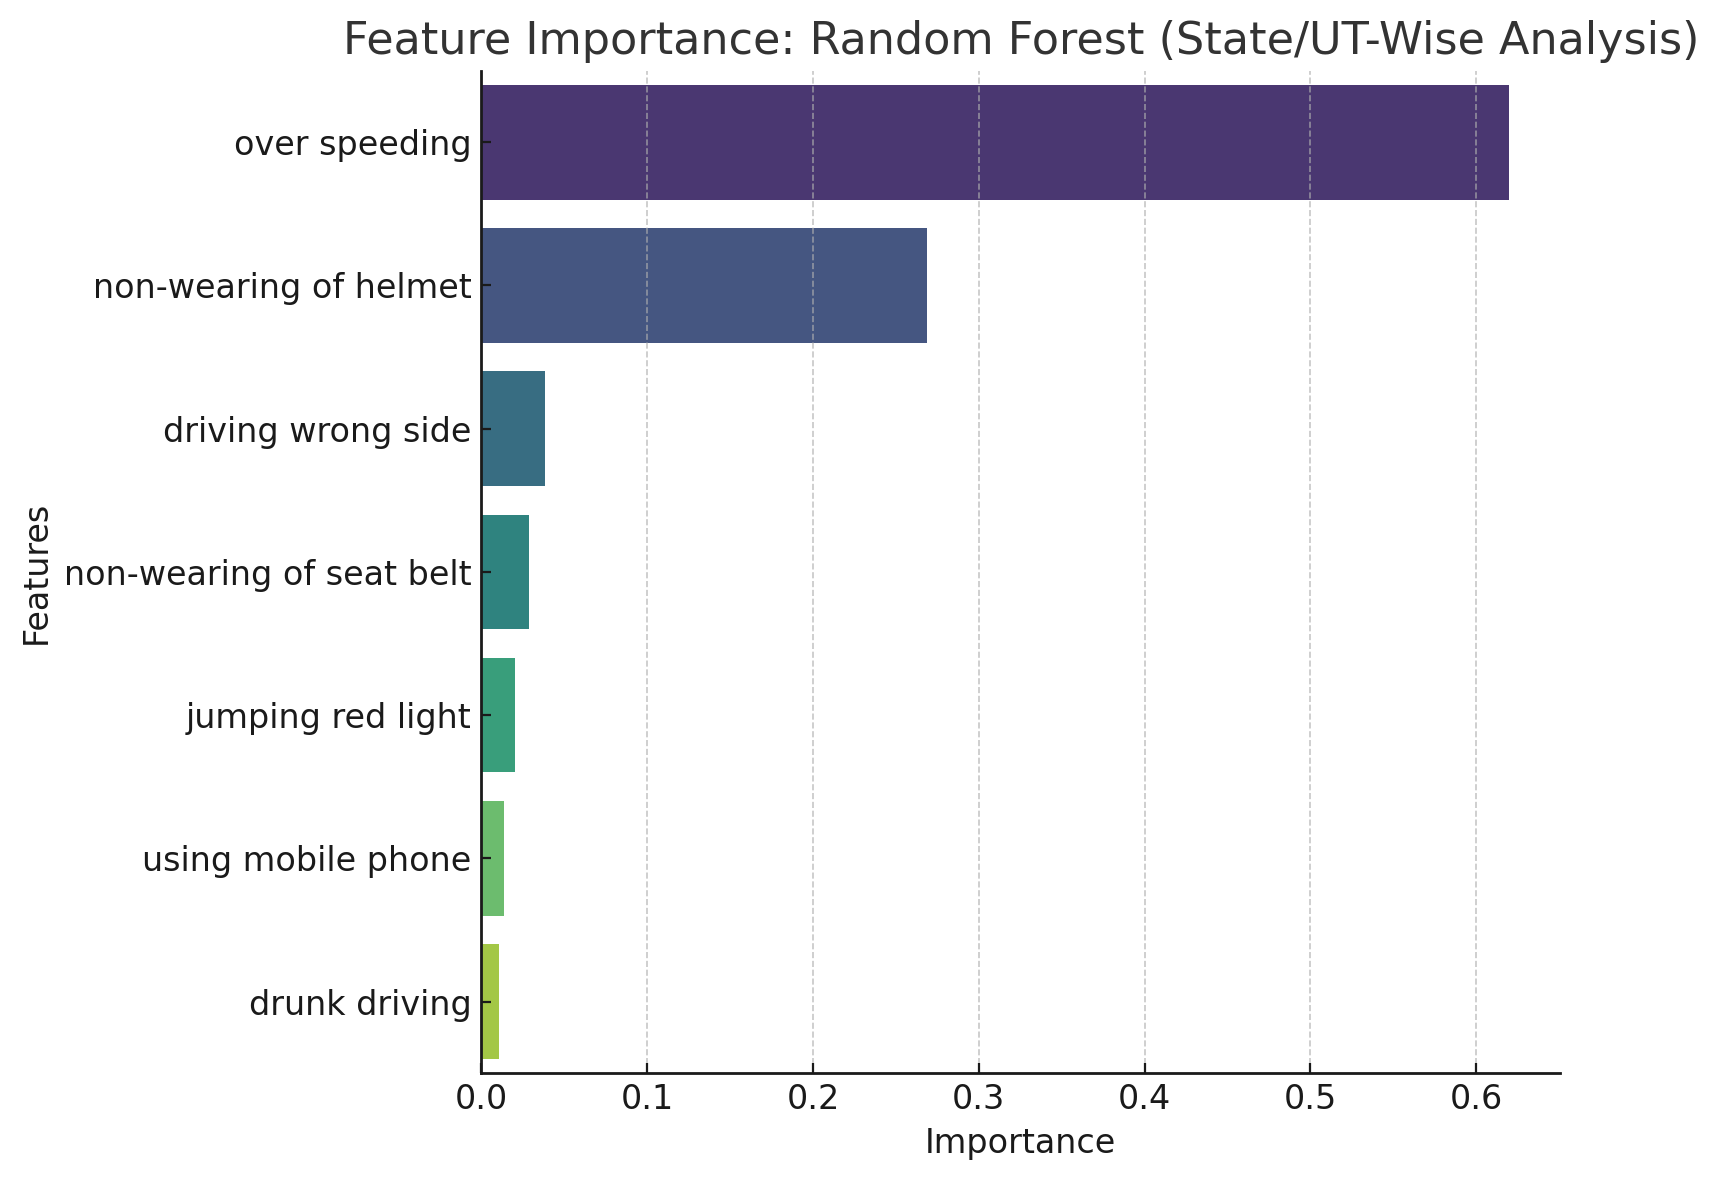 Feature Importance: Random Forest (State/UT-Wise Analysis)
Features
over speeding
non-wearing of helmet
driving wrong side
non-wearing of seat belt
jumping red light
using mobile phone
drunk driving
0.0 0.1 0.2 0.3 0.4 0.5 0.6
Importance